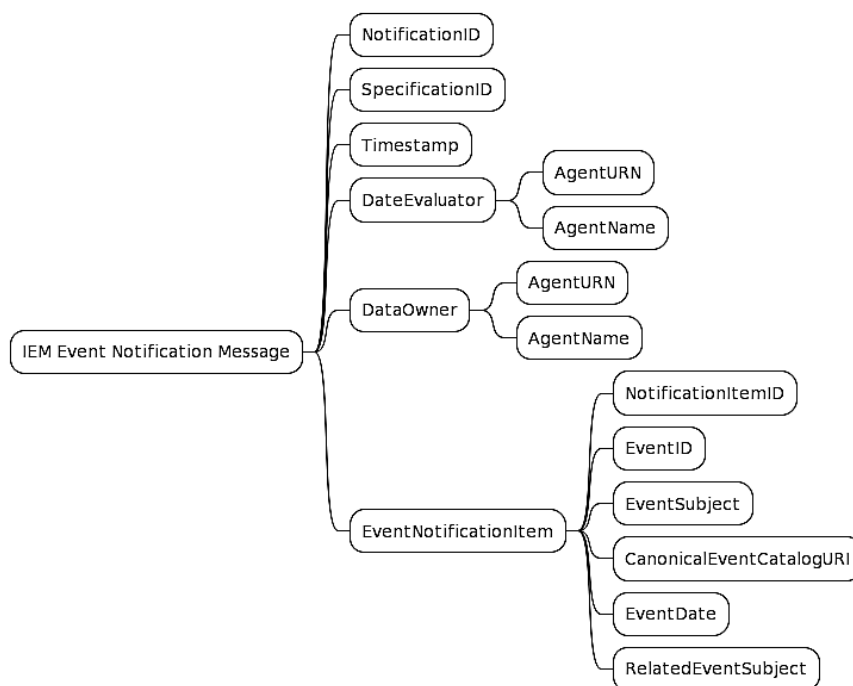 NotificationID
SpecificationID
Timestamp
AgentURN
DateEvaluator
AgentName
AgentURN
DataOwner
AgentName
IEM Event Notification Message
NotificationItemID
EventID
EventSubject
EventNotificationItem
CanonicalEventCatalogURI
EventDate
RelatedEventSubject